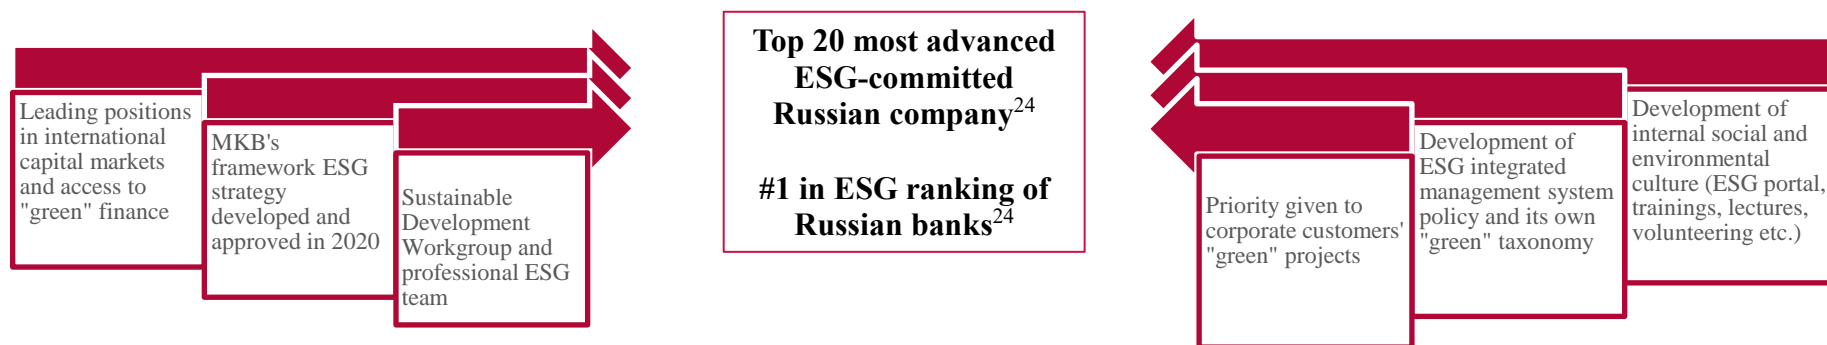 Leading positions
in international
capital markets
and access to
"green" finance
MKB's
framework ESG
strategy
developed and
approved in 2020
Sustainable
Development
Workgroup and
professional ESG
team
Top 20 most advanced
ESG-committed
Russian company24
#1 in ESG ranking of
Russian banks24
Priority given to
corporate customers'
"green" projects
Development of
ESG integrated
management system
policy and its own
"green" taxonomy
Development of
internal social and
environmental
culture (ESG portal,
trainings, lectures,
volunteering etc.)